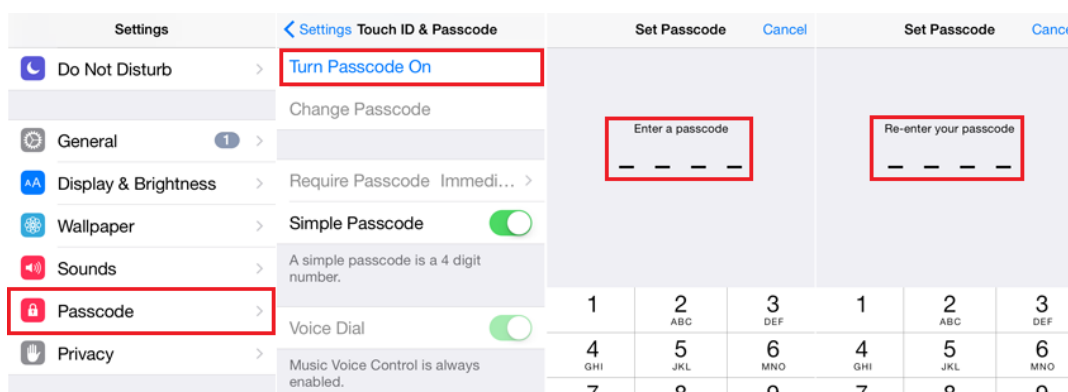 Settings
Do Not Disturb
General 1
AA Display & Brightness
Wallpaper
Sounds
Passcode
Privacy
Settings Touch ID & Passcode
Turn Passcode On
Change Passcode
Require Passcode Immedi...
Simple Passcode
A simple passcode is a 4 digit
number.
Voice Dial
Music Voice Control is always
enabled.
Set Passcode Cancel
Enter a passcode
1 2 3
ABC DEF
4 5 6
GHI JKL MNO
Set Passcode Cance
Re-enter your passcode
1 2 3
ABC DEF
4 5 6
GHI JKL MNO